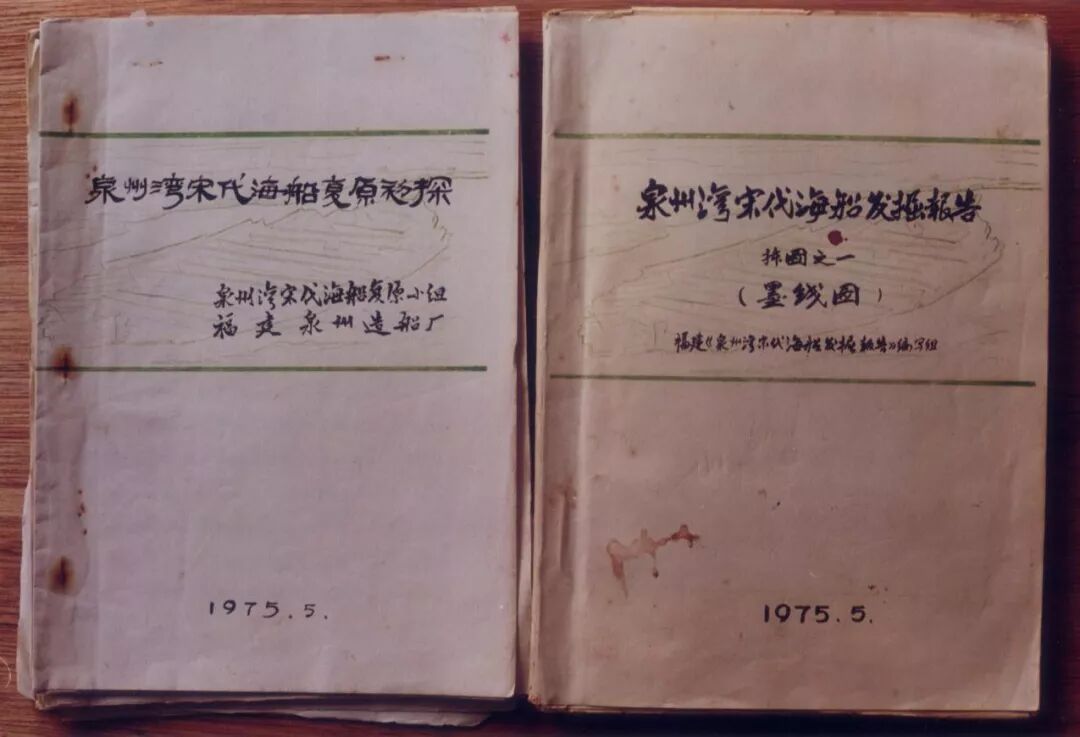 泉州湾宋代海船复原初探
泉州湾宋代海船复原小组
福建泉州造船厂
1975.5.
泉州湾宋代海船发掘报告
插图之一
(墨线图)
福建《泉州湾宋代海船发掘报告》编写组
1975.5.